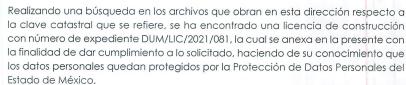 Realizando una búsqueda en los archivos que obran en esta dirección respecto a
la clave catastral que se refiere, se ha encontrado una licencia de construcción
con número de expediente DUM/LIC/2021/081, la cual se anexa en la presente con
la finalidad de dar cumplimiento a lo solicitado, haciendo de su conocimiento que
los datos personales quedan protegidos por la Protección de Datos Personales del
Estado de México.